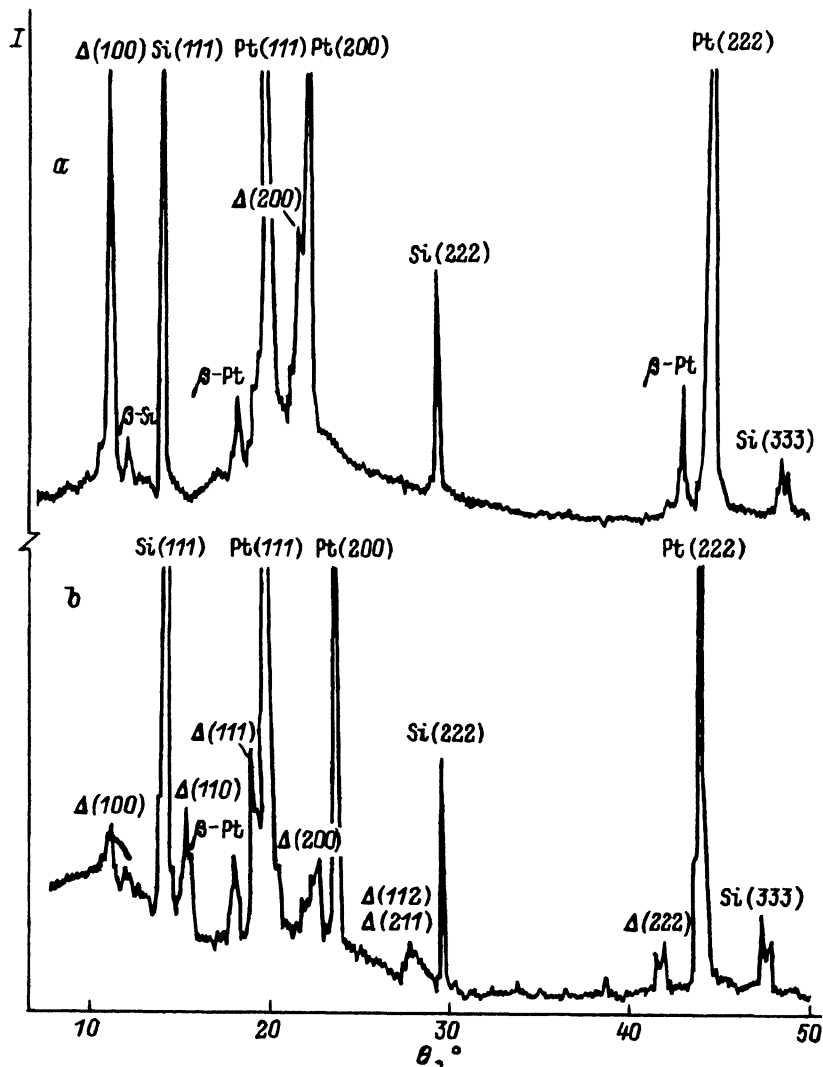 I
Δ(100) Si(111) Pt(111) Pt(200) Pt(222)
a
Δ(200)
Si(222)
β-Pt β-Pt
β-Si
Si(333)
Si(111) Pt(111) Pt(200) Pt(222)
b
Δ(111) Si(222)
Δ(100) Δ(110)
β-Pt
Δ(200)
Δ(112) Si(333)
Δ(211) Δ(222)
10 20 30 40 50
θ, °